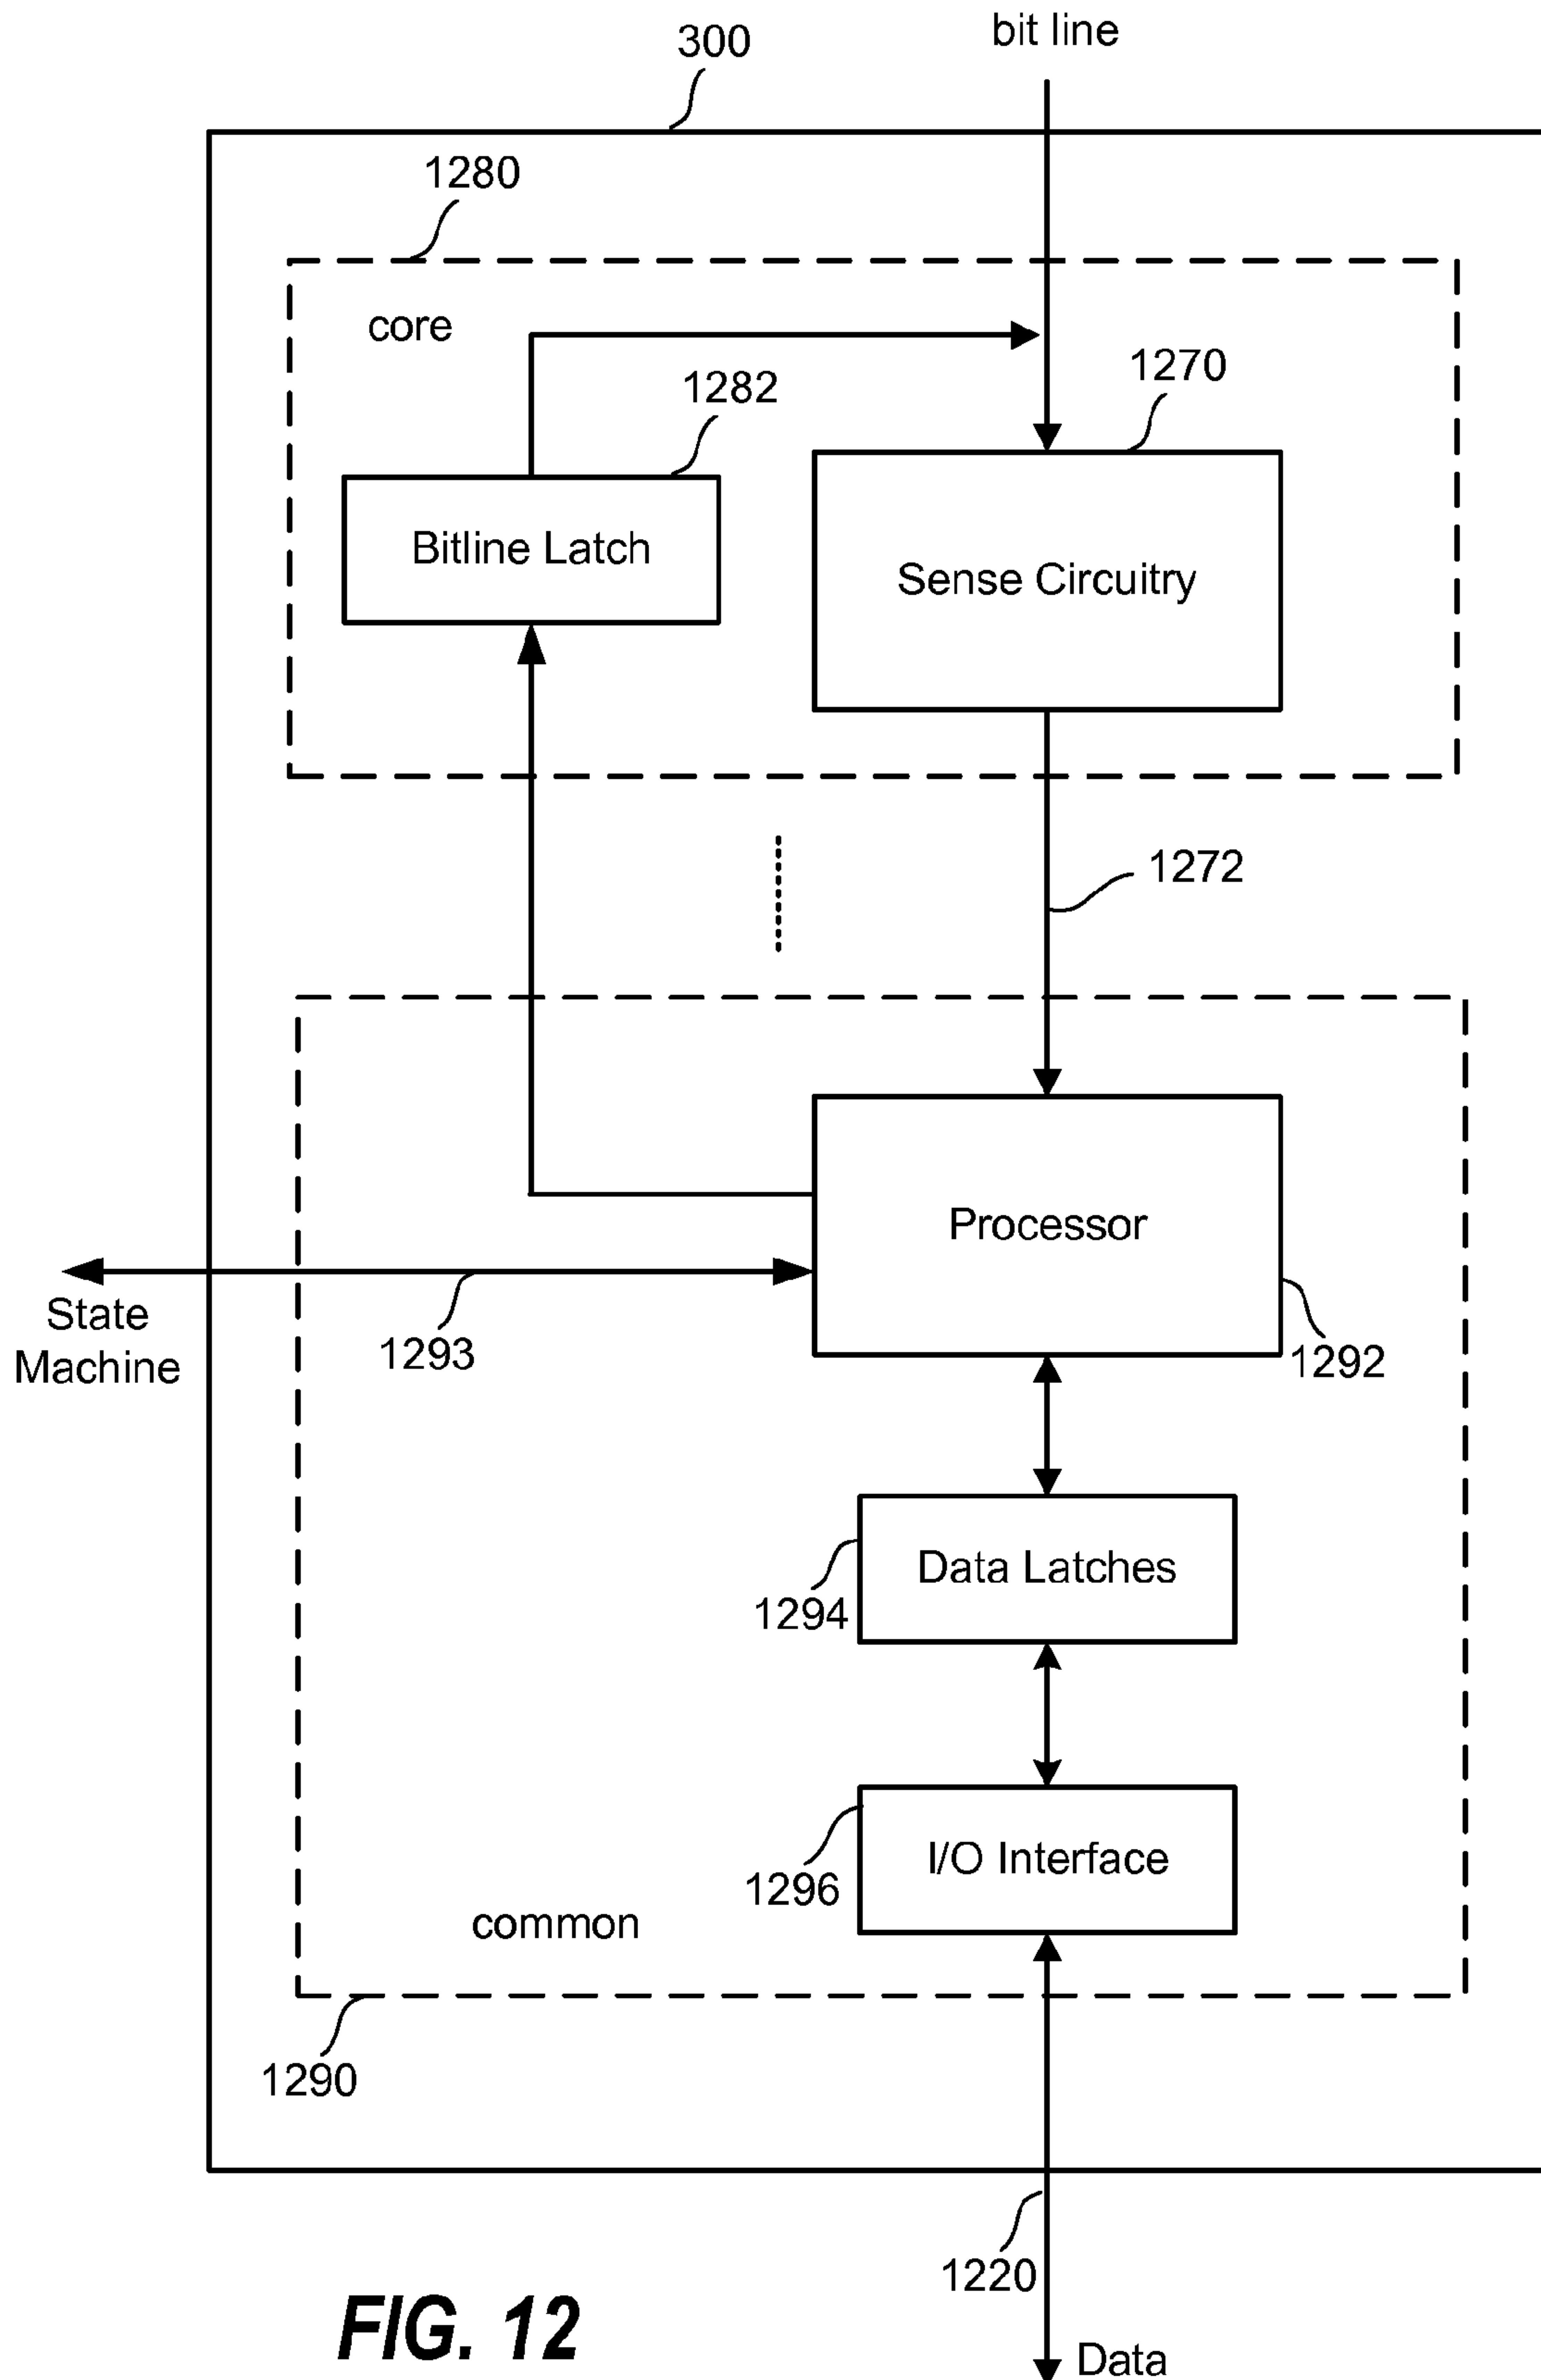 bit line
300
1280
core
1270
1282
Bitline Latch
Sense Circuitry
1272
Processor
State
Machine
1293
1292
Data Latches
1294
I/O Interface
1296
common
1290
1220
FIG. 12
Data